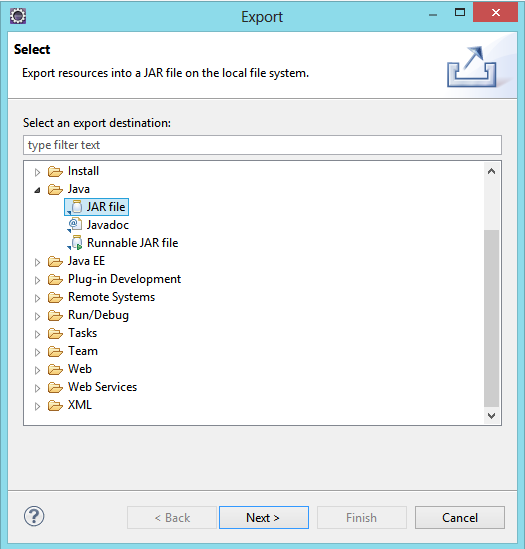 Export
Select
Export resources into a JAR file on the local file system.
Select an export destination:
type filter text
Install
Java
JAR file
Javadoc
Runnable JAR file
Java EE
Plug-in Development
Remote Systems
Run/Debug
Tasks
Team
Web
Web Services
XML
? < Back Next > Finish Cancel